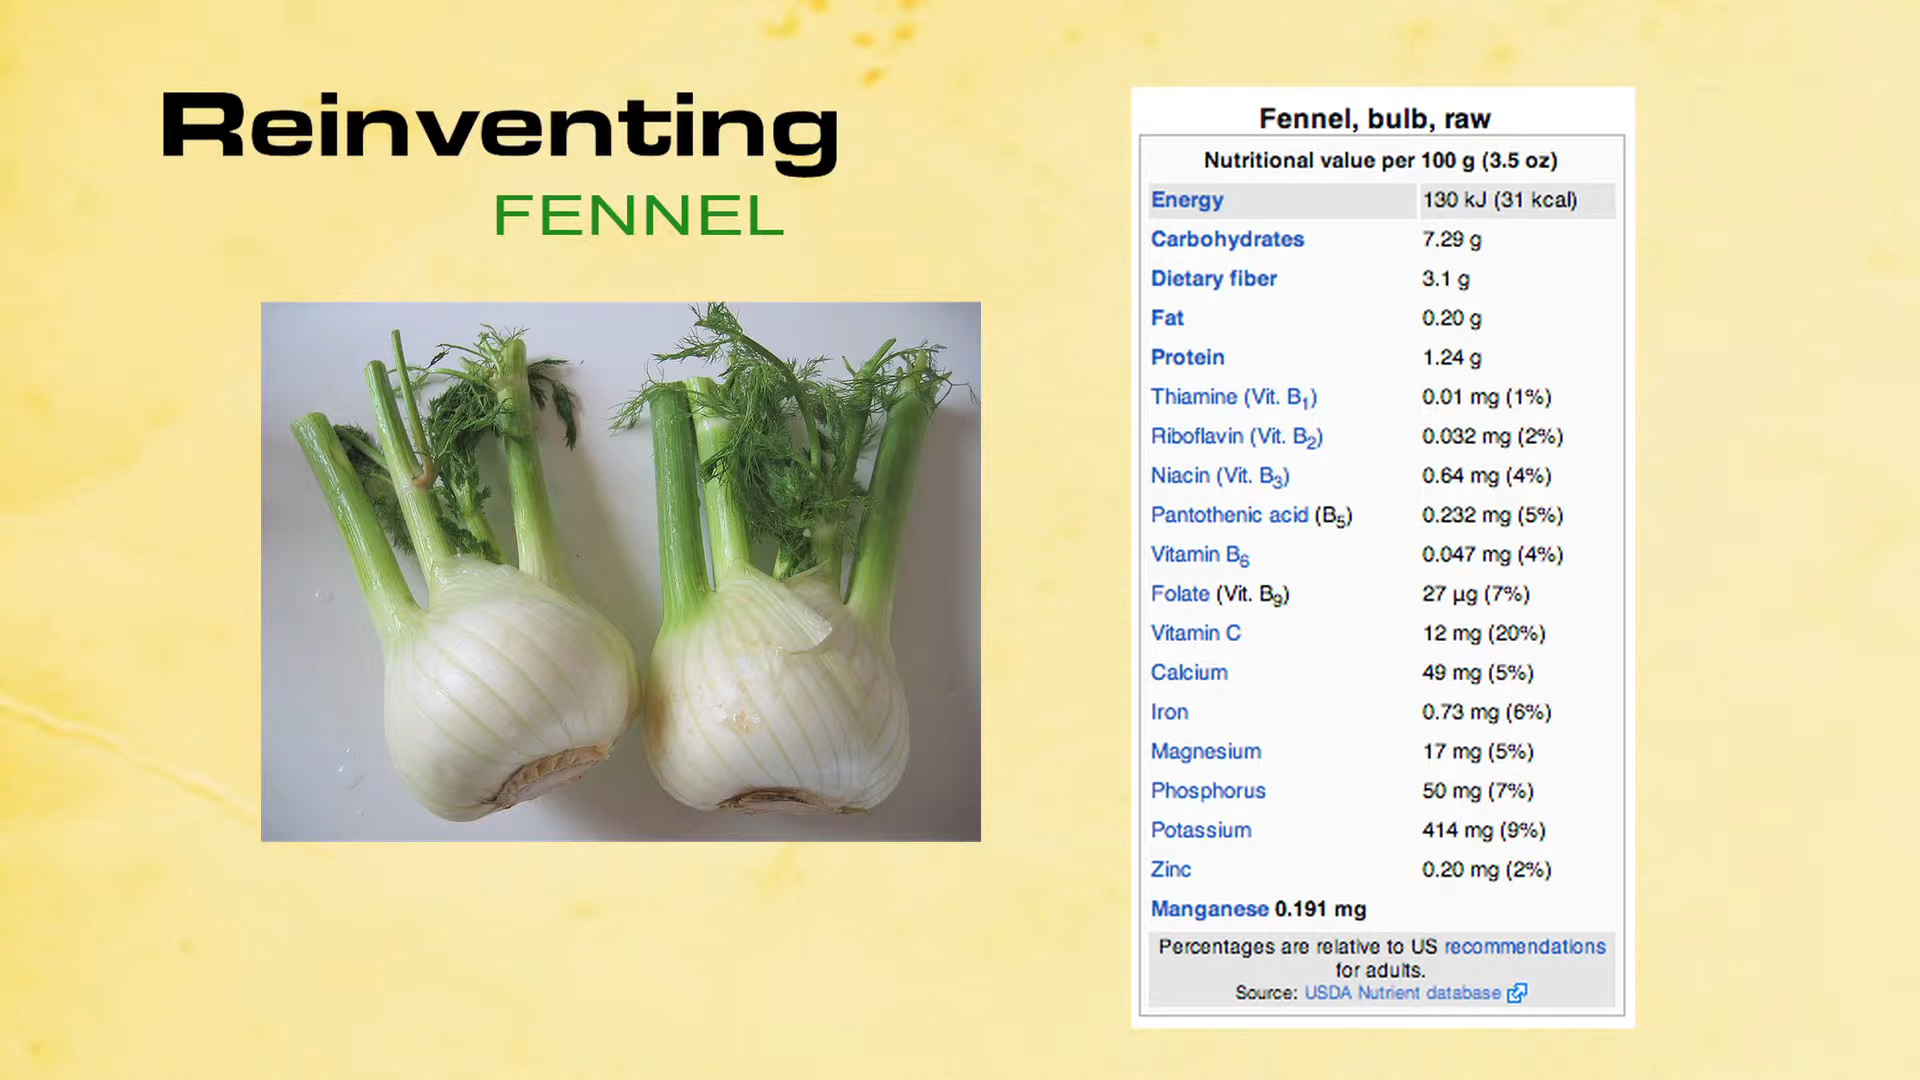 Reinventing
FENNEL
Fennel, bulb, raw
Nutritional value per 100 g (3.5 oz)
Energy 130 kJ (31 kcal)
Carbohydrates 7.29 g
Dietary fiber 3.1 g
Fat 0.20 g
Protein 1.24 g
Thiamine (Vit. B1) 0.01 mg (1%)
Riboflavin (Vit. B2) 0.032 mg (2%)
Niacin (Vit. B3) 0.64 mg (4%)
Pantothenic acid (B5) 0.232 mg (5%)
Vitamin B6 0.047 mg (4%)
Folate (Vit. B9) 27 µg (7%)
Vitamin C 12 mg (20%)
Calcium 49 mg (5%)
Iron 0.73 mg (6%)
Magnesium 17 mg (5%)
Phosphorus 50 mg (7%)
Potassium 414 mg (9%)
Zinc 0.20 mg (2%)
Manganese 0.191 mg
Percentages are relative to US recommendations
for adults.
Source: USDA Nutrient database